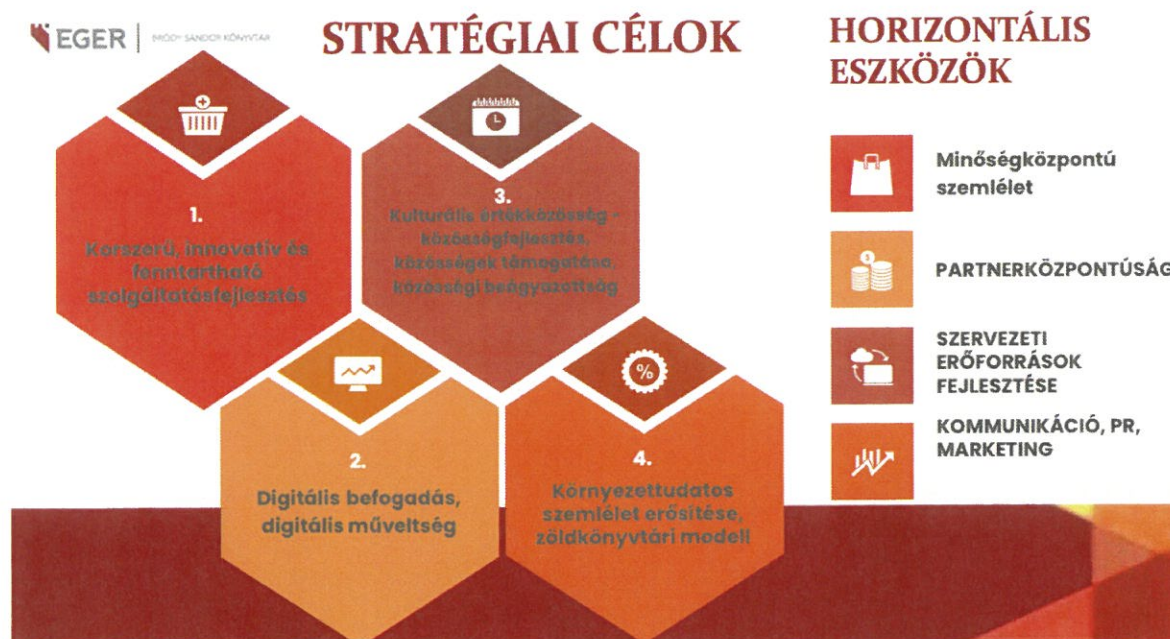 EGER
BRÓDY SÁNDOR KÖNYVTÁR
STRATÉGIAI CÉLOK
1.
Korszerű, innovatív és
fenntartható
szolgáltatásfejlesztés
3.
Kulturális értékközösség -
közösségfejlesztés,
közösségek támogatása,
közösségi beágyazottság
2.
Digitális befogadás,
digitális műveltség
%
4.
Környezettudatos
szemlélet erősítése,
zöldkönyvtári modell
HORIZONTÁLIS
ESZKÖZÖK
Minőségközpontú
szemlélet
PARTNERKÖZPONTÚSÁG
SZERVEZETI
ERŐFORRÁSOK
FEJLESZTÉSE
KOMMUNIKÁCIÓ, PR,
MARKETING